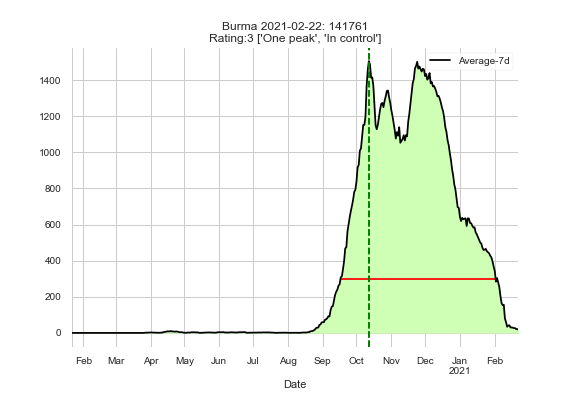 Burma 2021-02-22: 141761
Rating:3 ['One peak', 'In control']
Average-7d
1400
1200
1000
800
600
400
200
0
Feb Mar Apr May Jun Jul Aug Sep Oct Nov Dec Jan Feb
2021
Date